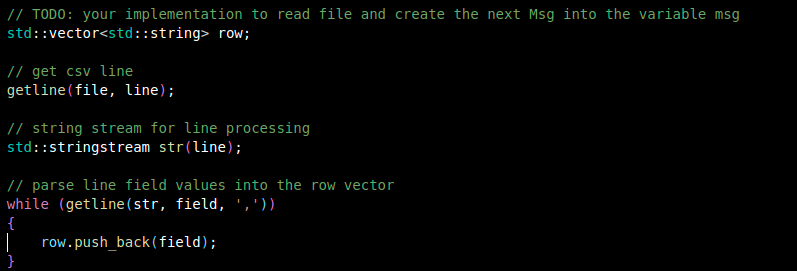 // TODO: your implementation to read file and create the next Msg into the variable msg
std::vector<std::string> row;
// get csv line
getline(file, line);
// string stream for line processing
std::stringstream str(line);
// parse line field values into the row vector
while (getline(str, field, ','))
{
    row.push_back(field);
}